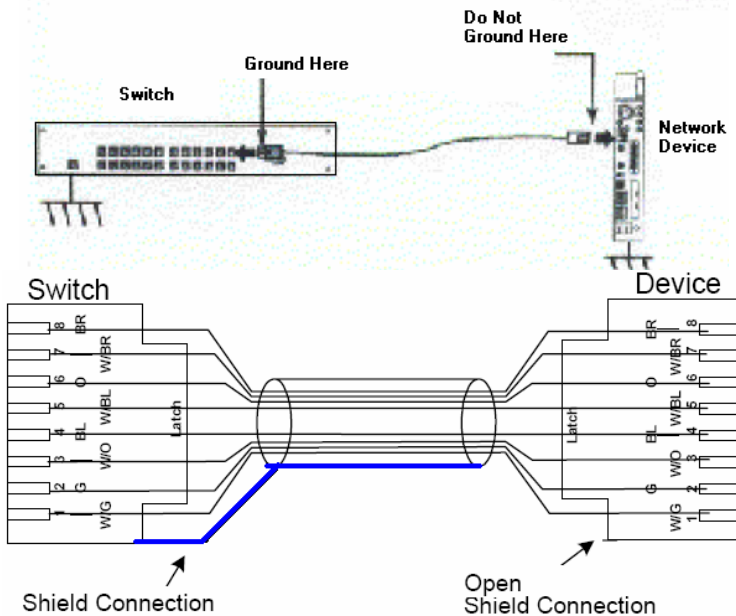 Do Not
Ground Here
Ground Here
Switch
Network
Device
Switch
Device
8 BR
7 W/BR
6 O
5 W/BL
4 BL
3 W/O
2 G
1 W/G
Latch
BR 8
W/BR 7
O 6
W/BL 5
BL 4
W/O 3
G 2
W/G 1
Latch
Shield Connection
Open
Shield Connection